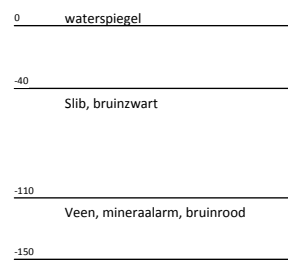 0 waterspiegel
-40
Slib, bruinzwart
-110
Veen, mineraalarm, bruinrood
-150